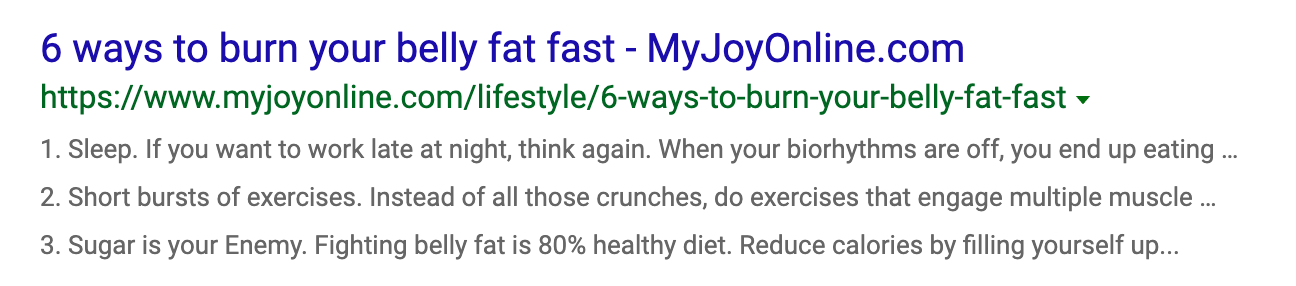 6 ways to burn your belly fat fast - MyJoyOnline.com
https://www.myjoyonline.com/lifestyle/6-ways-to-burn-your-belly-fat-fast
1. Sleep. If you want to work late at night, think again. When your biorhythms are off, you end up eating ...
2. Short bursts of exercises. Instead of all those crunches, do exercises that engage multiple muscle ...
3. Sugar is your Enemy. Fighting belly fat is 80% healthy diet. Reduce calories by filling yourself up...